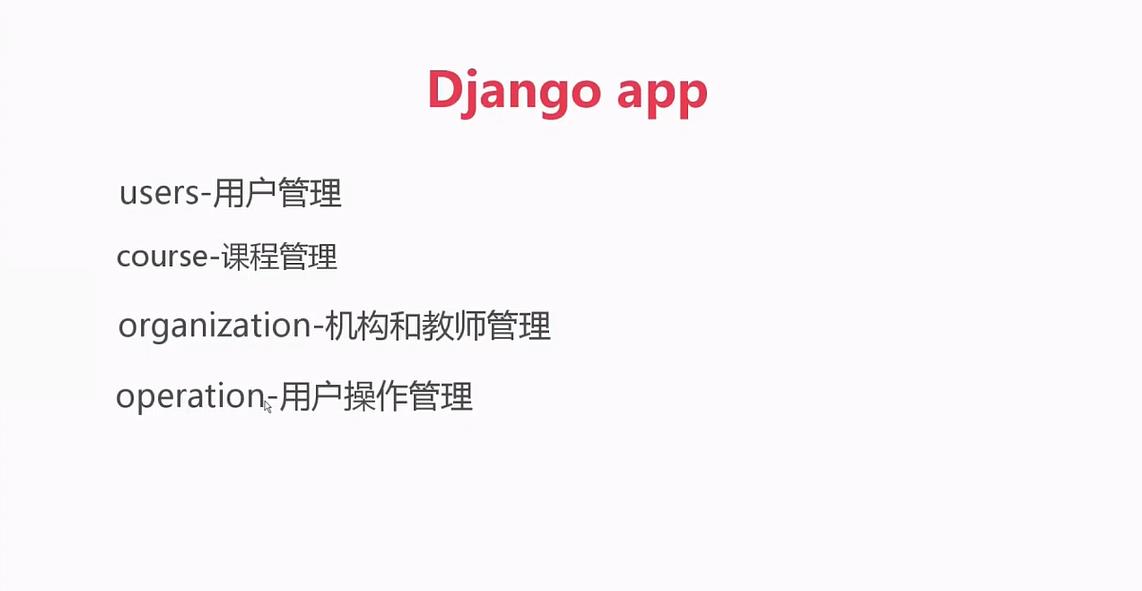 Django app
users-用户管理
course-课程管理
organization-机构和教师管理
operation-用户操作管理